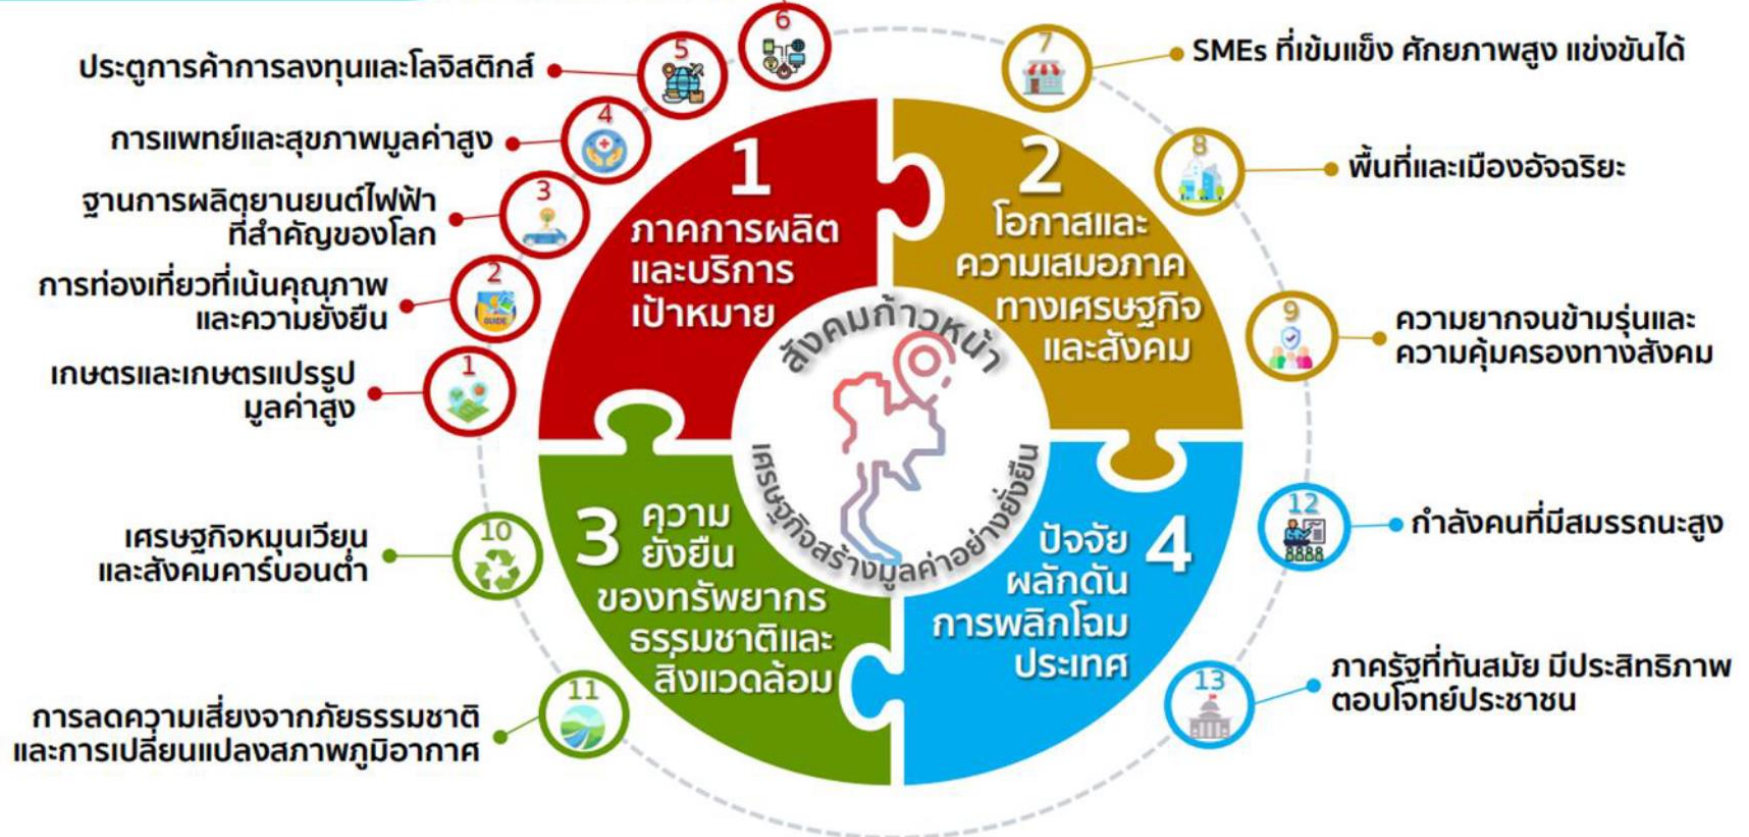 6
5
ประตูการค้าการลงทุนและโลจิสติกส์
4
การแพทย์และสุขภาพมูลค่าสูง
3
ฐานการผลิตยานยนต์ไฟฟ้า
ที่สำคัญของโลก
2
การท่องเที่ยวที่เน้นคุณภาพ
และความยั่งยืน
GUIDE
1
เกษตรและเกษตรแปรรูป
มูลค่าสูง
7
SMEs ที่เข้มแข็ง ศักยภาพสูง แข่งขันได้
8
พื้นที่และเมืองอัจฉริยะ
9
ความยากจนข้ามรุ่นและ
ความคุ้มครองทางสังคม
1
ภาคการผลิต
และบริการ
เป้าหมาย
2
โอกาสและ
ความเสมอภาค
ทางเศรษฐกิจ
และสังคม
สังคมก้าวหน้า
เศรษฐกิจสร้างมูลค่าอย่างยั่งยืน
3
ความ
ยั่งยืน
ของทรัพยากร
ธรรมชาติและ
สิ่งแวดล้อม
4
ปัจจัย
ผลักดัน
การพลิกโฉม
ประเทศ
10
เศรษฐกิจหมุนเวียน
และสังคมคาร์บอนต่ำ
11
การลดความเสี่ยงจากภัยธรรมชาติ
และการเปลี่ยนแปลงสภาพภูมิอากาศ
12
กำลังคนที่มีสมรรถนะสูง
13
ภาครัฐที่ทันสมัย มีประสิทธิภาพ
ตอบโจทย์ประชาชน